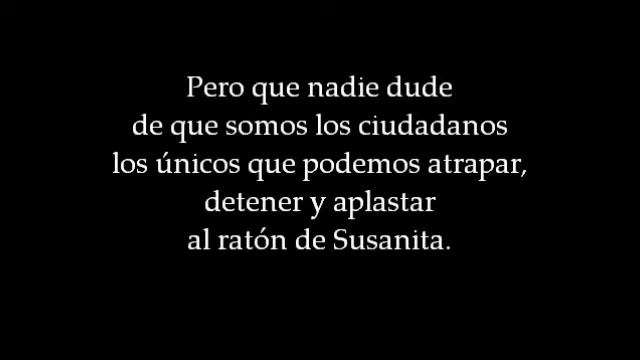 Pero que nadie dude
de que somos los ciudadanos
los únicos que podemos atrapar,
detener y aplastar
al ratón de Susanita.